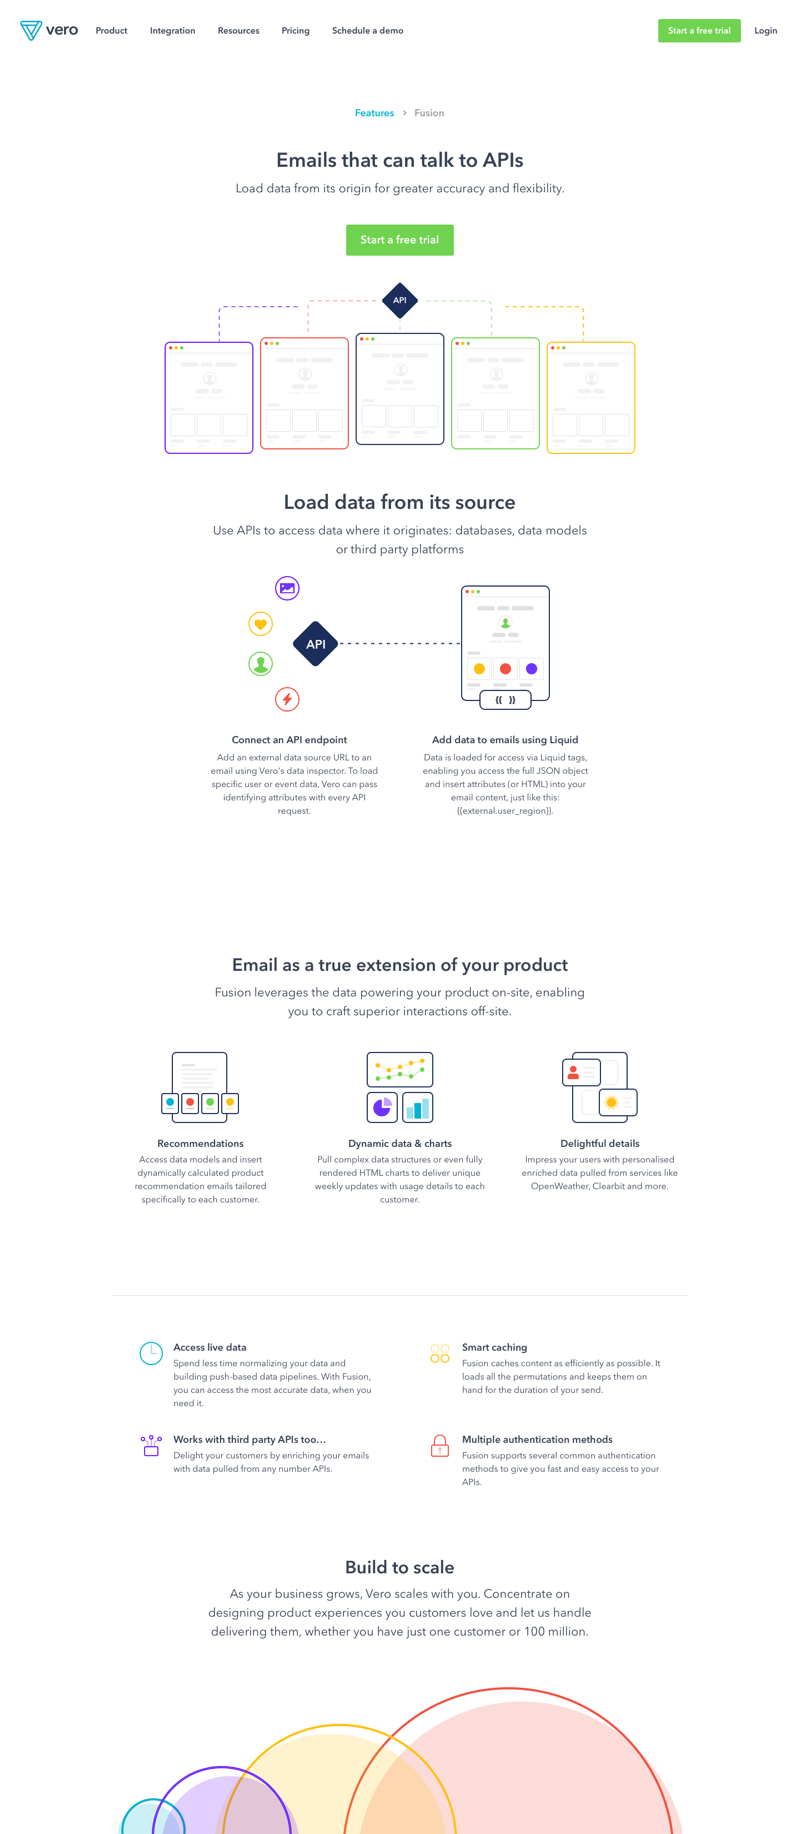 vero Product Integration Resources Pricing Schedule a demo Start a free trial Login
Features > Fusion
Emails that can talk to APIs
Load data from its origin for greater accuracy and flexibility.
Start a free trial
API
Load data from its source
Use APIs to access data where it originates: databases, data models
or third party platforms
API
{{ }}
Connect an API endpoint
Add an external data source URL to an
email using Vero's data inspector. To load
specific user or event data, Vero can pass
identifying attributes with every API
request.
Add data to emails using Liquid
Data is loaded for access via Liquid tags,
enabling you access the full JSON object
and insert attributes (or HTML) into your
email content, just like this:
{{external.user_region}}.
Email as a true extension of your product
Fusion leverages the data powering your product on-site, enabling
you to craft superior interactions off-site.
Recommendations
Access data models and insert
dynamically calculated product
recommendation emails tailored
specifically to each customer.
Dynamic data & charts
Pull complex data structures or even fully
rendered HTML charts to deliver unique
weekly updates with usage details to each
customer.
Delightful details
Impress your users with personalised
enriched data pulled from services like
OpenWeather, Clearbit and more.
Access live data
Spend less time normalizing your data and
building push-based data pipelines. With Fusion,
you can access the most accurate data, when you
need it.
Smart caching
Fusion caches content as efficiently as possible. It
loads all the permutations and keeps them on
hand for the duration of your send.
Works with third party APIs too...
Delight your customers by enriching your emails
with data pulled from any number APIs.
Multiple authentication methods
Fusion supports several common authentication
methods to give you fast and easy access to your
APIs.
Build to scale
As your business grows, Vero scales with you. Concentrate on
designing product experiences you customers love and let us handle
delivering them, whether you have just one customer or 100 million.